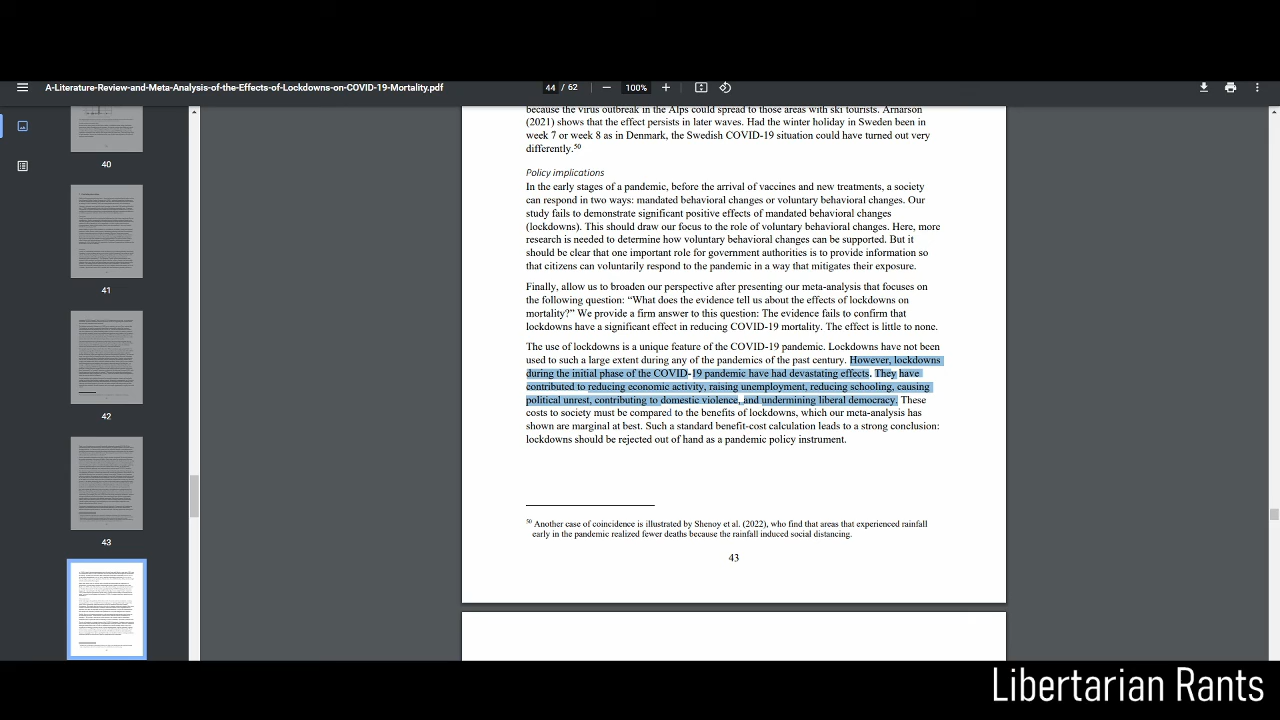 A-Literature-Review-and-Meta-Analysis-of-the-Effects-of-Lockdowns-on-COVID-19-Mortality.pdf
44 / 62
100%
because the virus outbreak in the Alps could spread to those areas with ski tourists. Arnarson
(2021) shows that the effect persists in later waves. Had the winter holiday in Sweden been in
week 7 or week 8 as in Denmark, the Swedish COVID-19 situation could have turned out very
differently.50
Policy implications
In the early stages of a pandemic, before the arrival of vaccines and new treatments, a society
can respond in two ways: mandated behavioral changes or voluntary behavioral changes. Our
study fails to demonstrate significant positive effects of mandated behavioral changes
(lockdowns). This should draw our focus to the role of voluntary behavioral changes. Here, more
research is needed to determine how voluntary behavioral changes can be supported. But it
should be clear that one important role for government authorities is to provide information so
that citizens can voluntarily respond to the pandemic in a way that mitigates their exposure.
Finally, allow us to broaden our perspective after presenting our meta-analysis that focuses on
the following question: “What does the evidence tell us about the effects of lockdowns on
mortality?” We provide a firm answer to this question: The evidence fails to confirm that
lockdowns have a significant effect in reducing COVID-19 mortality. The effect is little to none.
The use of lockdowns is a unique feature of the COVID-19 pandemic. Lockdowns have not been
used to such a large extent during any of the pandemics of the past century. However, lockdowns
during the initial phase of the COVID-19 pandemic have had devastating effects. They have
contributed to reducing economic activity, raising unemployment, reducing schooling, causing
political unrest, contributing to domestic violence, and undermining liberal democracy. These
costs to society must be compared to the benefits of lockdowns, which our meta-analysis has
shown are marginal at best. Such a standard benefit-cost calculation leads to a strong conclusion:
lockdowns should be rejected out of hand as a pandemic policy instrument.
50 Another case of coincidence is illustrated by Shenoy et al. (2022), who find that areas that experienced rainfall
early in the pandemic realized fewer deaths because the rainfall induced social distancing.
43
40
41
42
43
Libertarian Rants